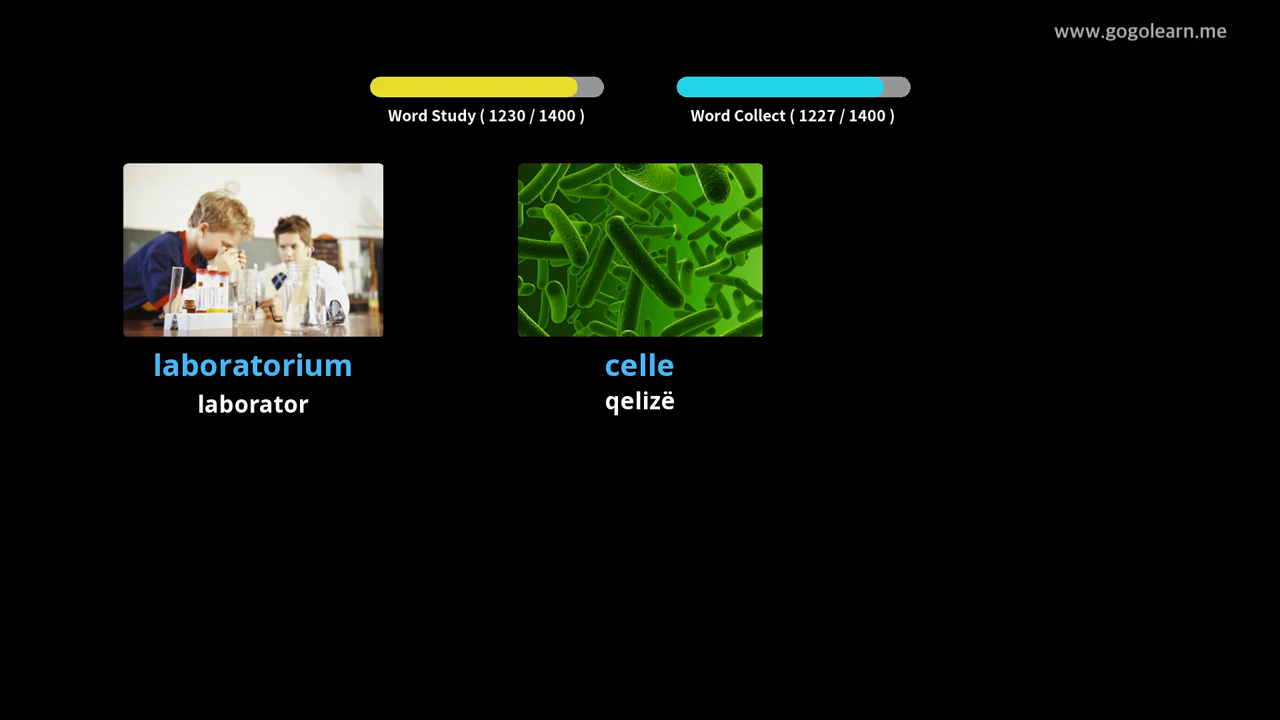 www.gogolearn.me
Word Study ( 1230 / 1400 )
Word Collect ( 1227 / 1400 )
laboratorium
laborator
celle
qelizë